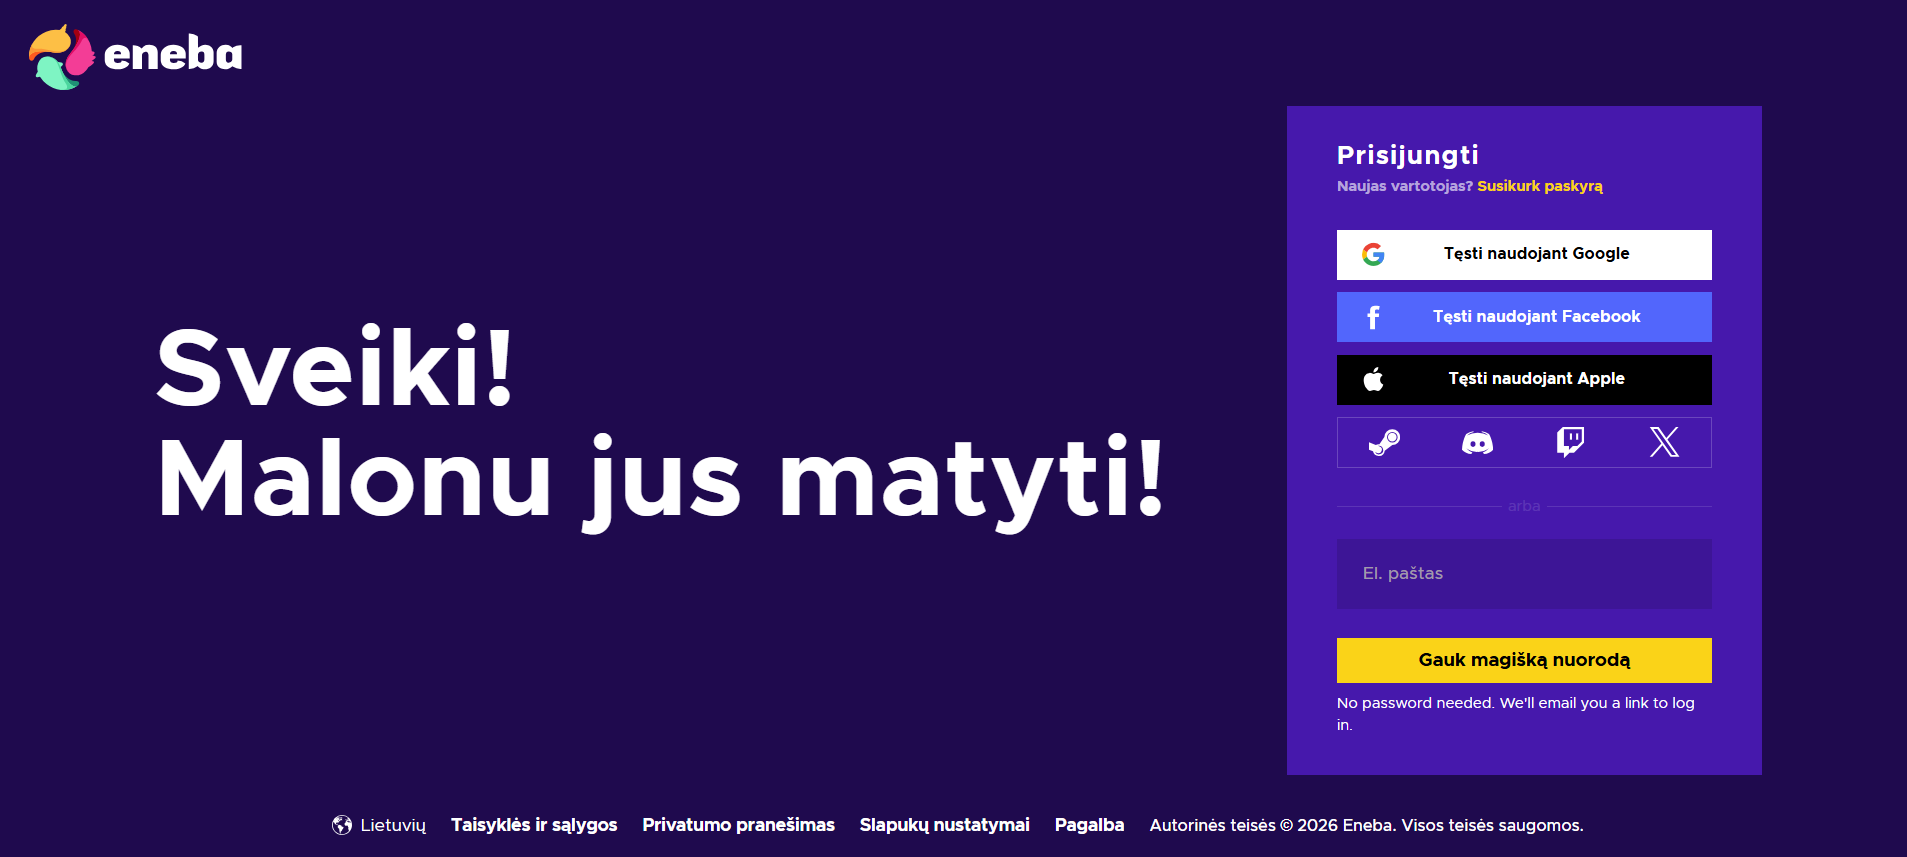 eneba
Sveiki!
Malonu jus matyti!
Prisijungti
Naujas vartotojas? Susikurk paskyrą
Tęsti naudojant Google
Tęsti naudojant Facebook
Tęsti naudojant Apple
arba
El. paštas
Gauk magišką nuorodą
No password needed. We'll email you a link to log
in.
Lietuvių Taisyklės ir sąlygos Privatumo pranešimas Slapukų nustatymai Pagalba Autorinės teisės © 2026 Eneba. Visos teisės saugomos.